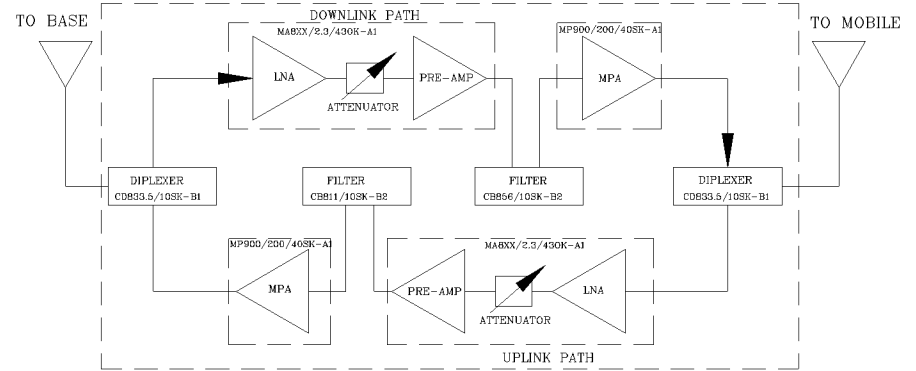 DOWNLINK PATH
TO BASE
TO MOBILE
MA8XX/2.3/430K-A1
MP900/200/40SK-A1
LNA
PRE-AMP
MPA
ATTENUATOR
DIPLEXER
CD833.5/10SK-B1
FILTER
CB811/10SK-B2
FILTER
CB856/10SK-B2
DIPLEXER
CD833.5/10SK-B1
MP900/200/40SK-A1
MA8XX/2.3/430K-A1
MPA
PRE-AMP
LNA
ATTENUATOR
UPLINK PATH